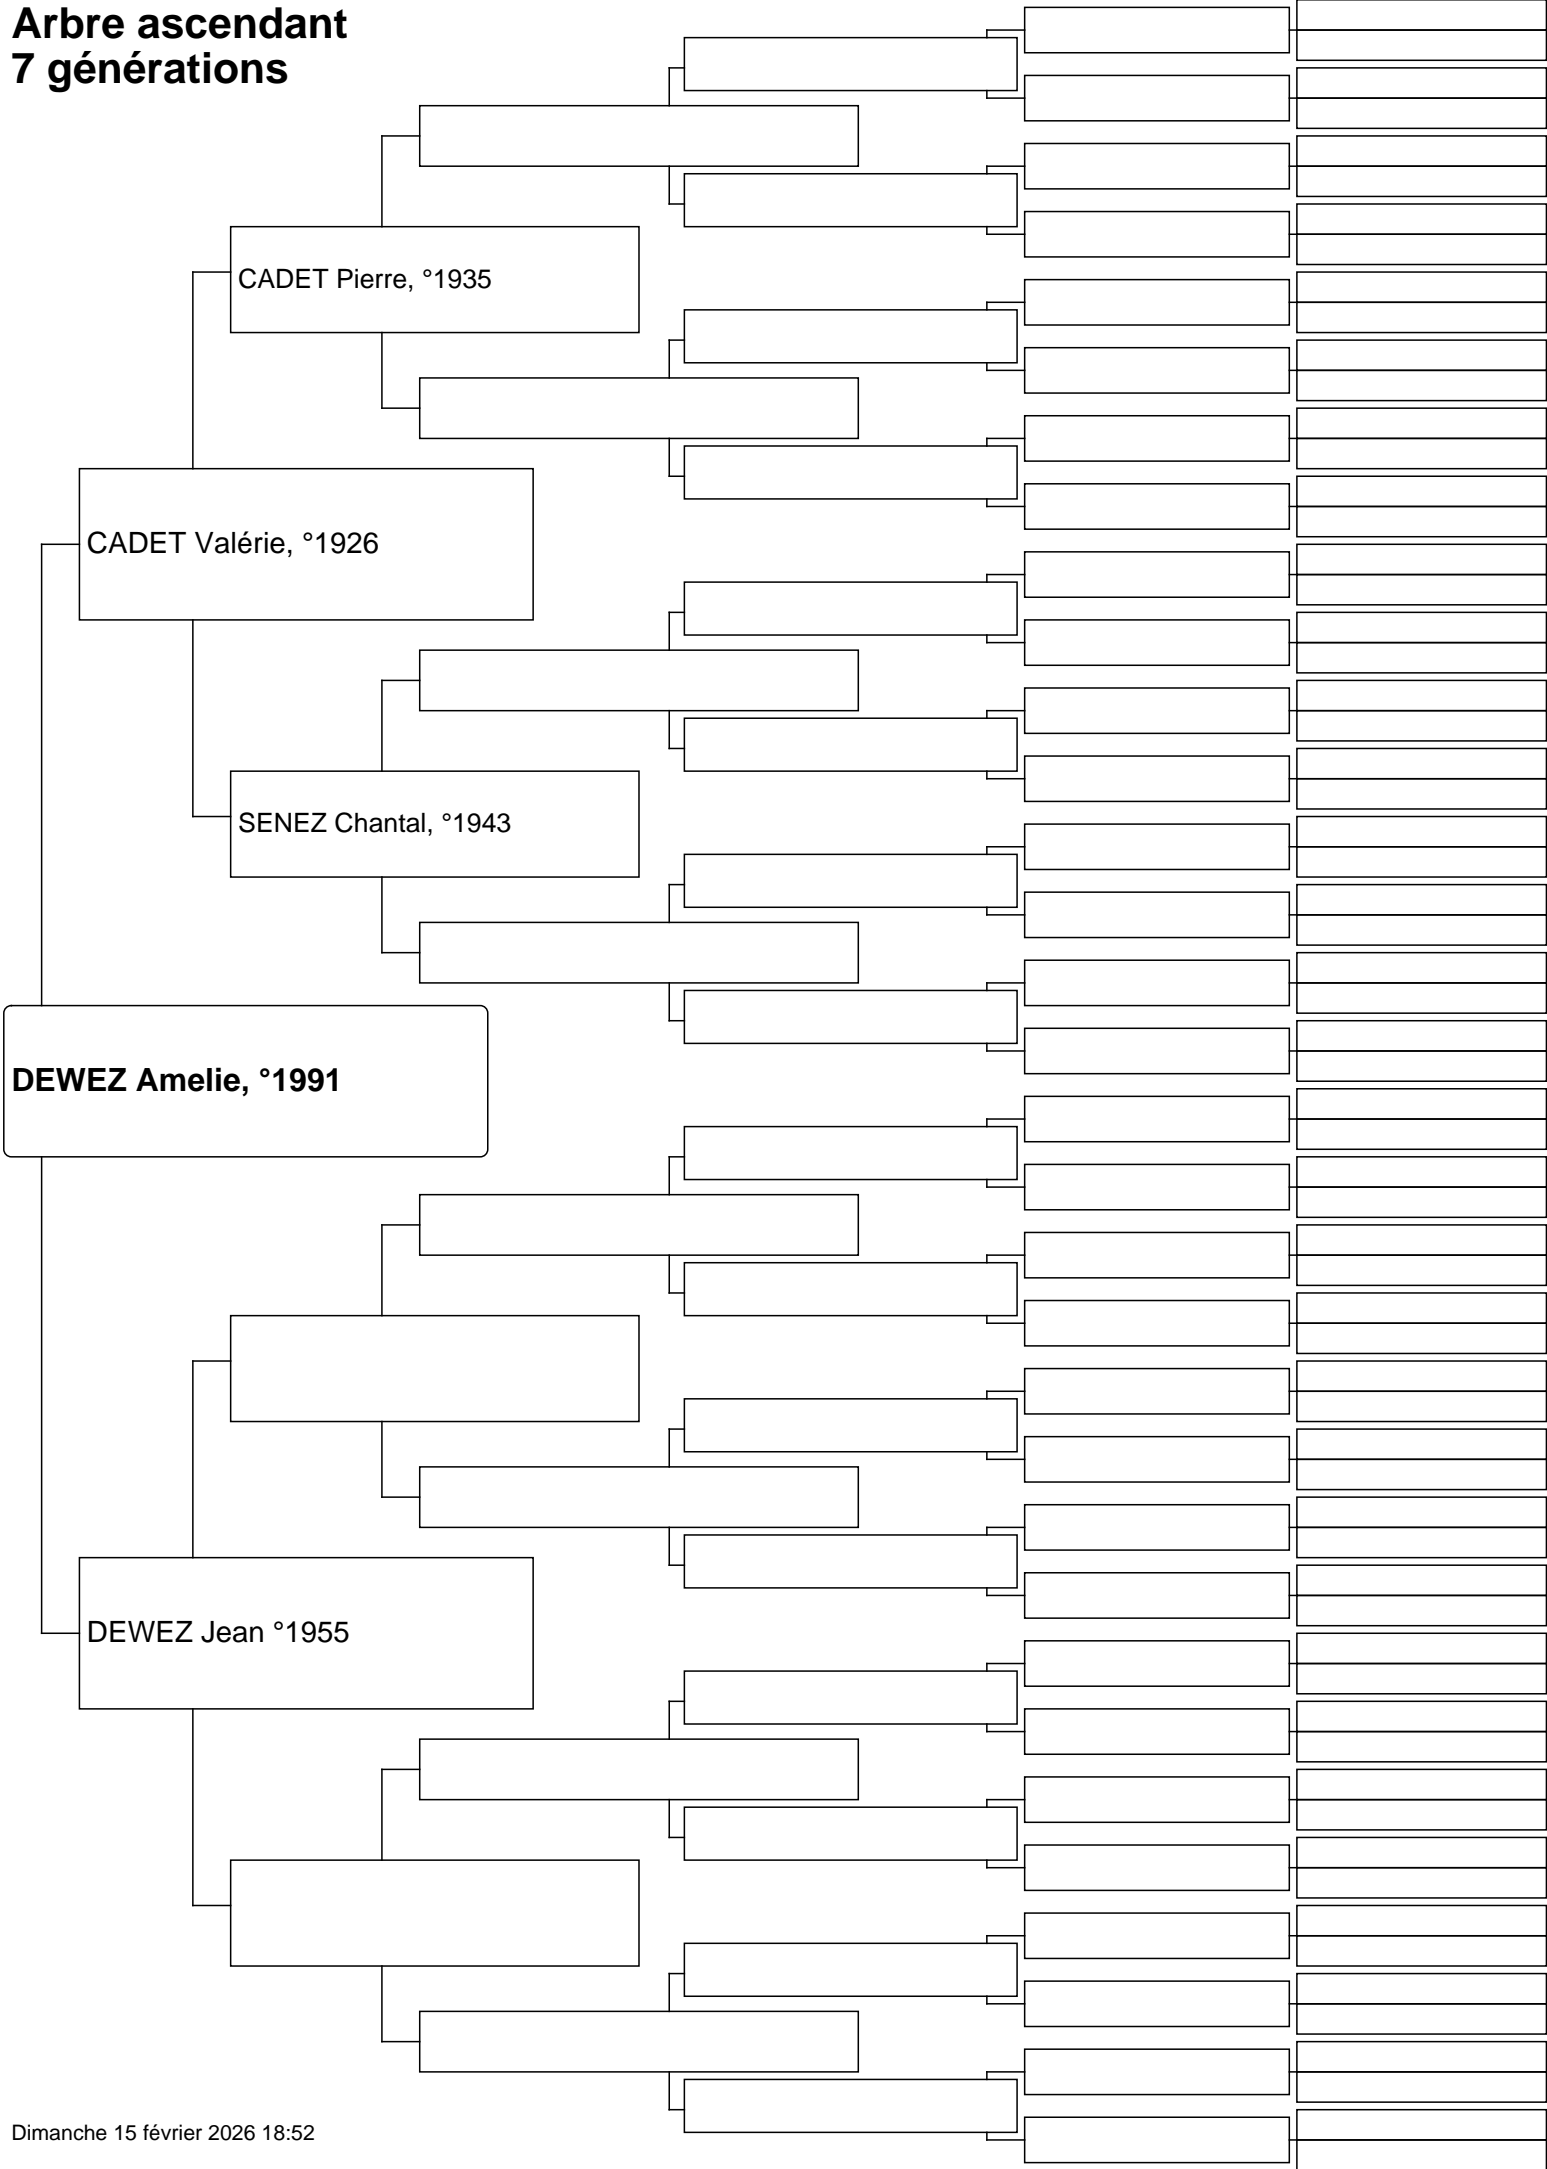 Arbre ascendant
7 générations
CADET Pierre, °1935
CADET Valérie, °1926
SENEZ Chantal, °1943
DEWEZ Amelie, °1991
DEWEZ Jean °1955
Dimanche 15 février 2026 18:52